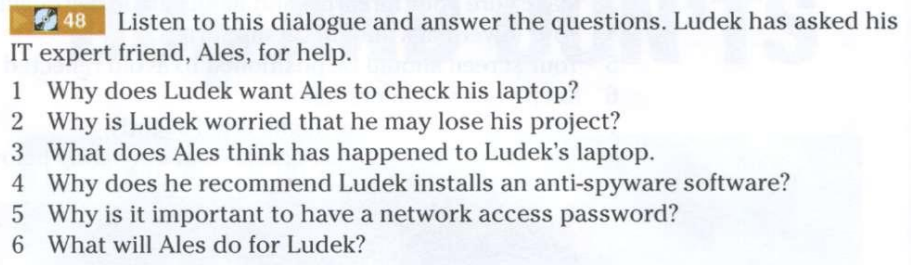 48 Listen to this dialogue and answer the questions. Ludek has asked his
IT expert friend, Ales, for help.
1 Why does Ludek want Ales to check his laptop?
2 Why is Ludek worried that he may lose his project?
3 What does Ales think has happened to Ludek's laptop.
4 Why does he recommend Ludek installs an anti-spyware software?
5 Why is it important to have a network access password?
6 What will Ales do for Ludek?